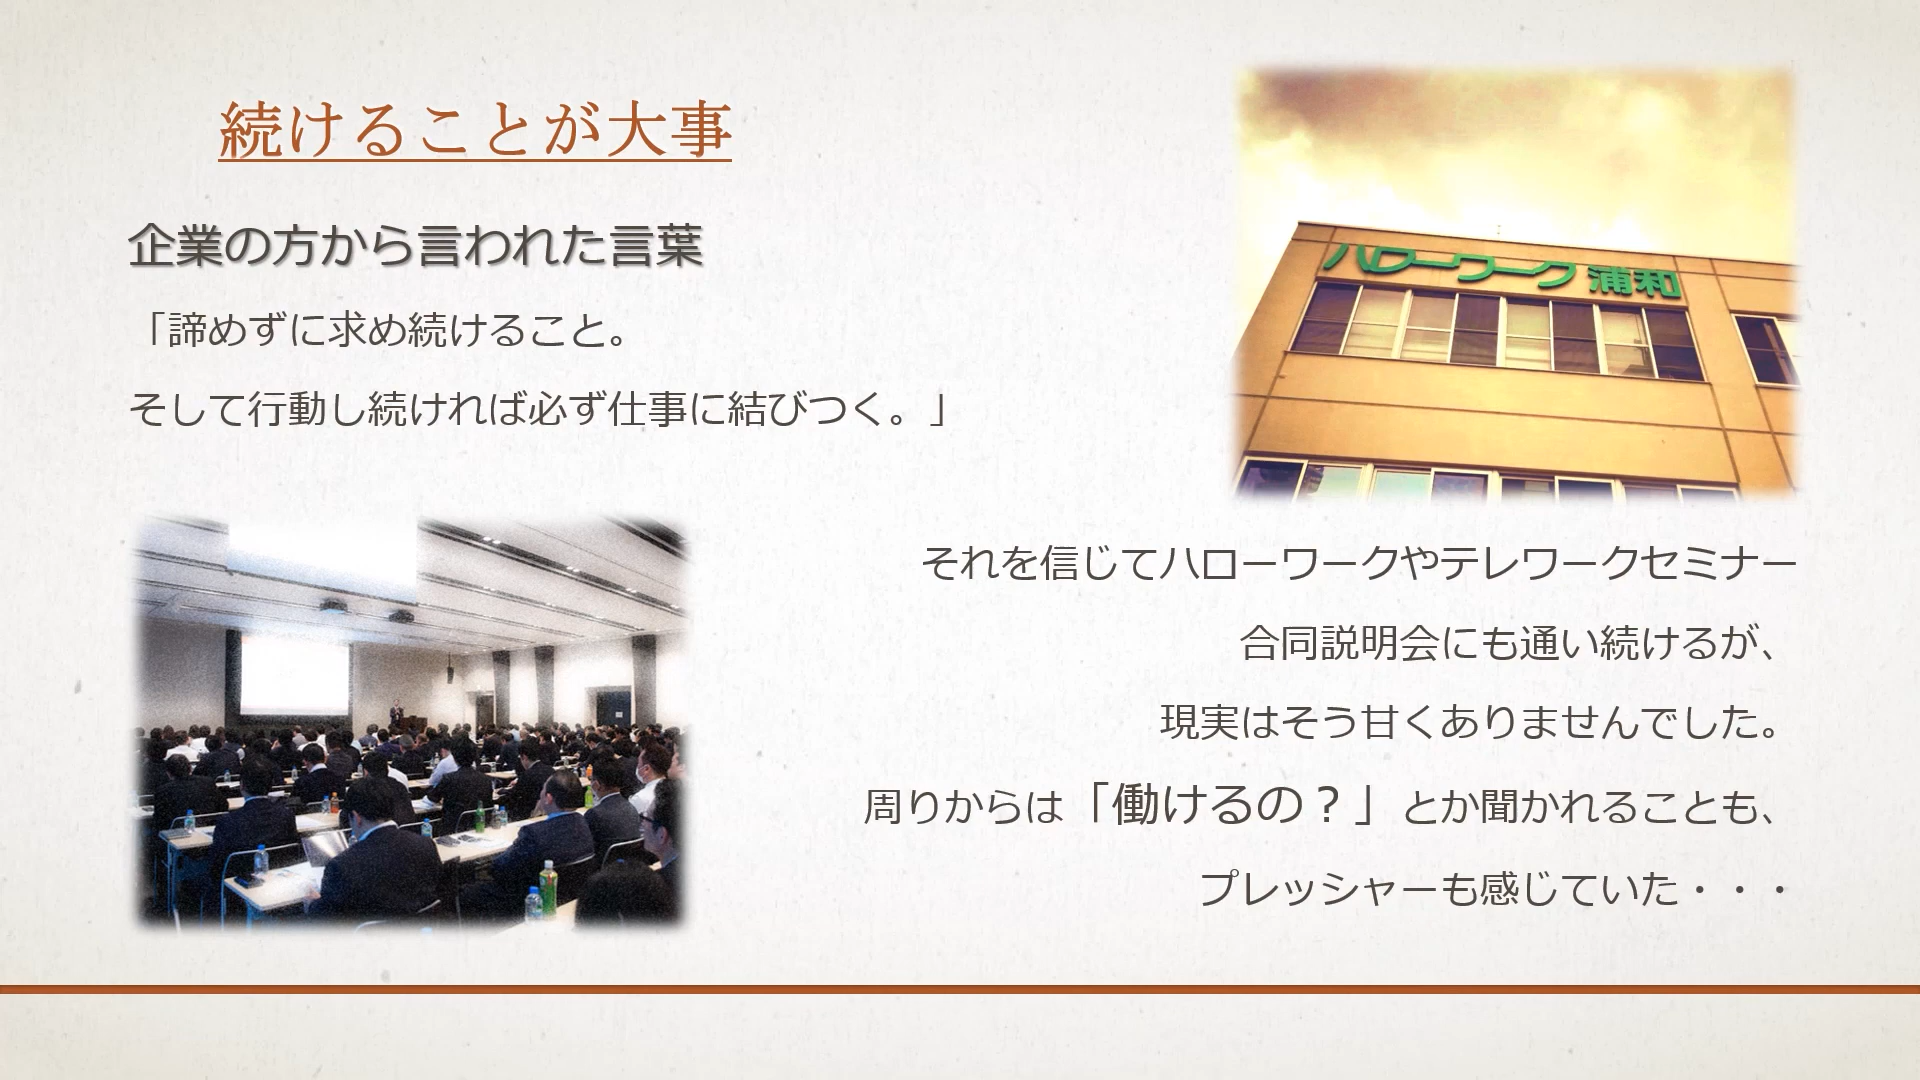 続けることが大事
企業の方から言われた言葉
「諦めずに求め続けること。
そして行動し続ければ必ず仕事に結びつく。」
ハローワーク 浦和
それを信じてハローワークやテレワークセミナー
合同説明会にも通い続けるが、
現実はそう甘くありませんでした。
周りからは「働けるの？」とか聞かれることも、
プレッシャーも感じていた・・・